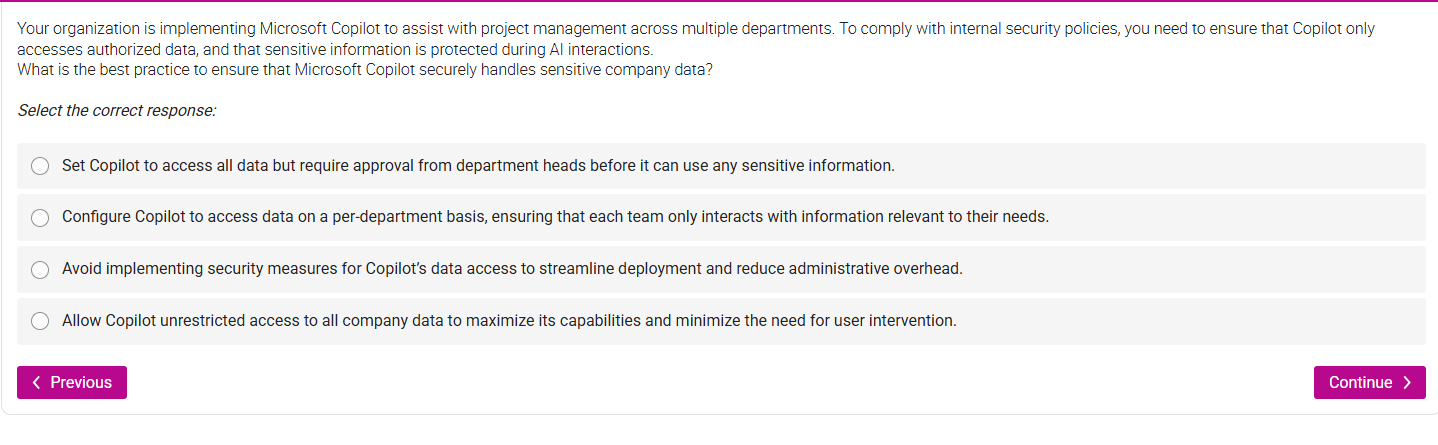 Your organization is implementing Microsoft Copilot to assist with project management across multiple departments. To comply with internal security policies, you need to ensure that Copilot only
accesses authorized data, and that sensitive information is protected during AI interactions.
What is the best practice to ensure that Microsoft Copilot securely handles sensitive company data?
Select the correct response:
Set Copilot to access all data but require approval from department heads before it can use any sensitive information.
Configure Copilot to access data on a per-department basis, ensuring that each team only interacts with information relevant to their needs.
Avoid implementing security measures for Copilot's data access to streamline deployment and reduce administrative overhead.
Allow Copilot unrestricted access to all company data to maximize its capabilities and minimize the need for user intervention.
Previous
Continue